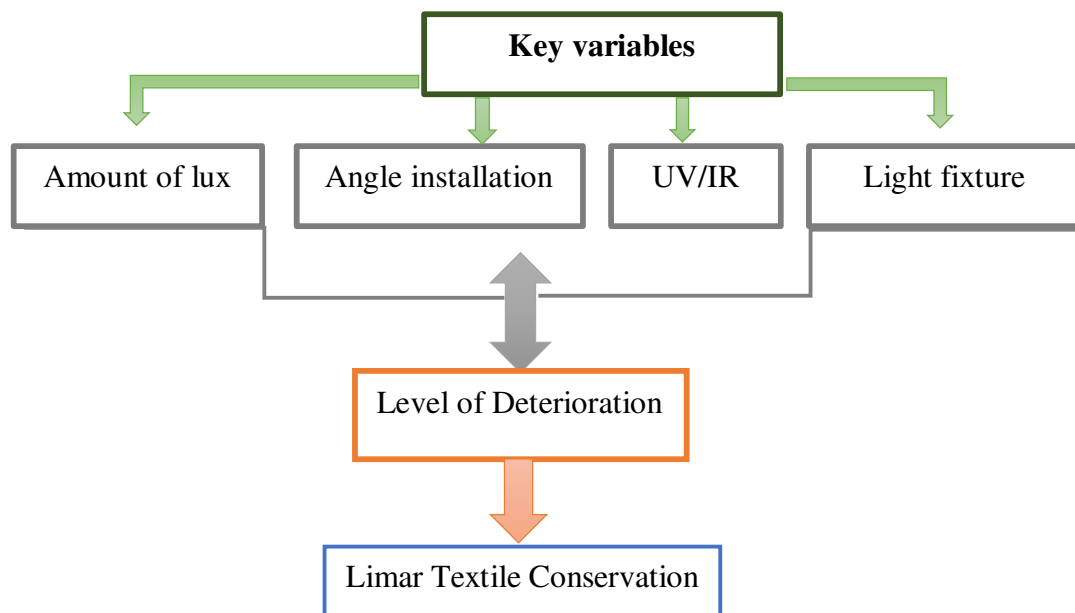 Key variables
Amount of lux
Angle installation
UV/IR
Light fixture
Level of Deterioration
Limar Textile Conservation